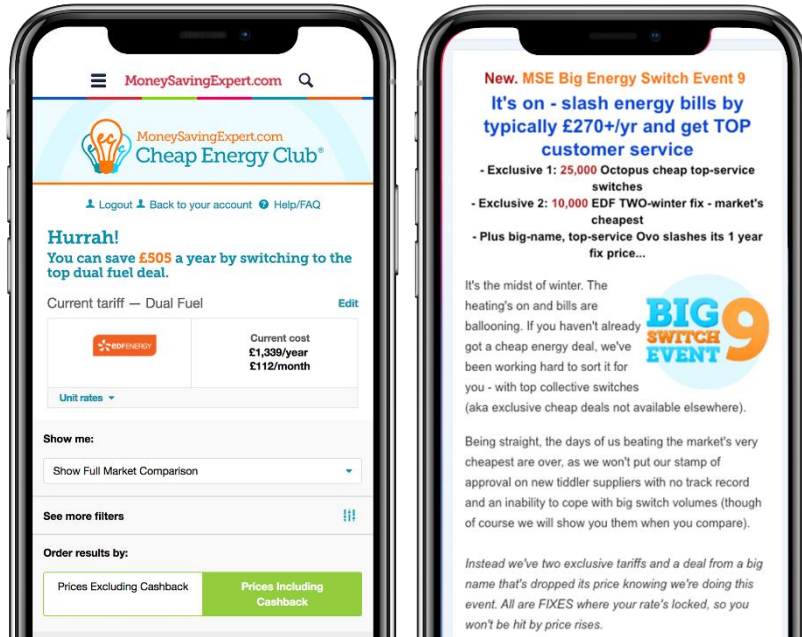 MoneySavingExpert.com
MoneySavingExpert.com
Cheap Energy Club®
Logout Back to your account Help/FAQ
Hurrah!
You can save £505 a year by switching to the
top dual fuel deal.
Current tariff — Dual Fuel Edit
EDF ENERGY
Current cost
£1,339/year
£112/month
Unit rates
Show me:
Show Full Market Comparison
See more filters
Order results by:
Prices Excluding Cashback
Prices Including
Cashback
New. MSE Big Energy Switch Event 9
It's on - slash energy bills by
typically £270+/yr and get TOP
customer service
- Exclusive 1: 25,000 Octopus cheap top-service
switches
- Exclusive 2: 10,000 EDF TWO-winter fix - market's
cheapest
- Plus big-name, top-service Ovo slashes its 1 year
fix price...
It's the midst of winter. The
heating's on and bills are
ballooning. If you haven't already
got a cheap energy deal, we've
been working hard to sort it for
you - with top collective switches
(aka exclusive cheap deals not available elsewhere).
BIG
SWITCH
EVENT 9
Being straight, the days of us beating the market's very
cheapest are over, as we won't put our stamp of
approval on new tiddler suppliers with no track record
and an inability to cope with big switch volumes (though
of course we will show you them when you compare).
Instead we've two exclusive tariffs and a deal from a big
name that's dropped its price knowing we're doing this
event. All are FIXES where your rate's locked, so you
won't be hit by price rises.